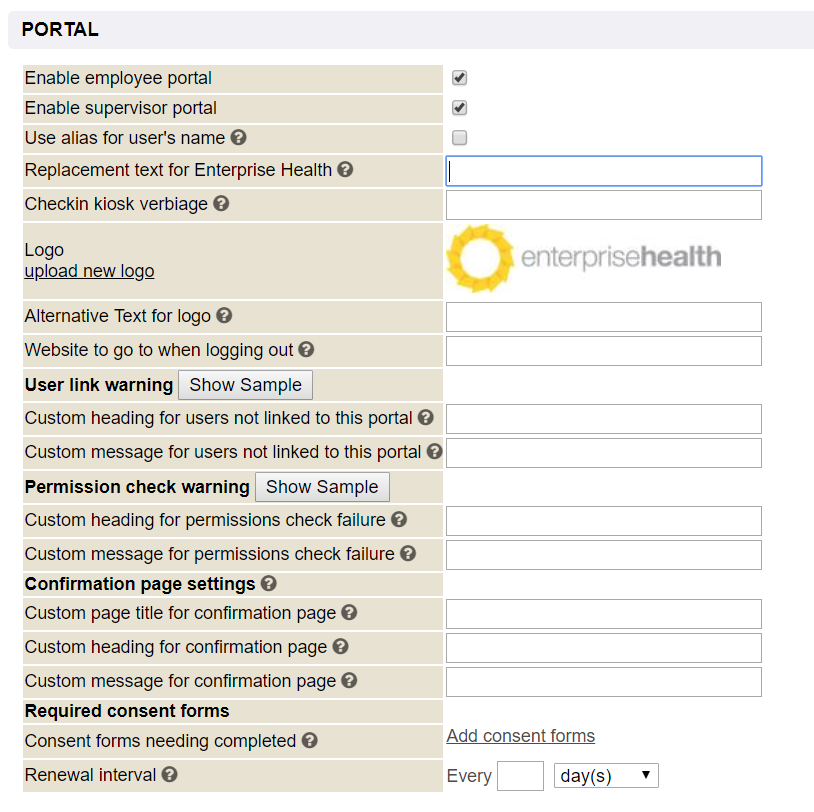 PORTAL
Enable employee portal
Enable supervisor portal
Use alias for user's name ?
Replacement text for Enterprise Health ?
Checkin kiosk verbiage ?
Logo
upload new logo
enterprisehealth
Alternative Text for logo ?
Website to go to when logging out ?
User link warning Show Sample
Custom heading for users not linked to this portal ?
Custom message for users not linked to this portal ?
Permission check warning Show Sample
Custom heading for permissions check failure ?
Custom message for permissions check failure ?
Confirmation page settings ?
Custom page title for confirmation page ?
Custom heading for confirmation page ?
Custom message for confirmation page ?
Required consent forms
Consent forms needing completed ? Add consent forms
Renewal interval ? Every day(s)